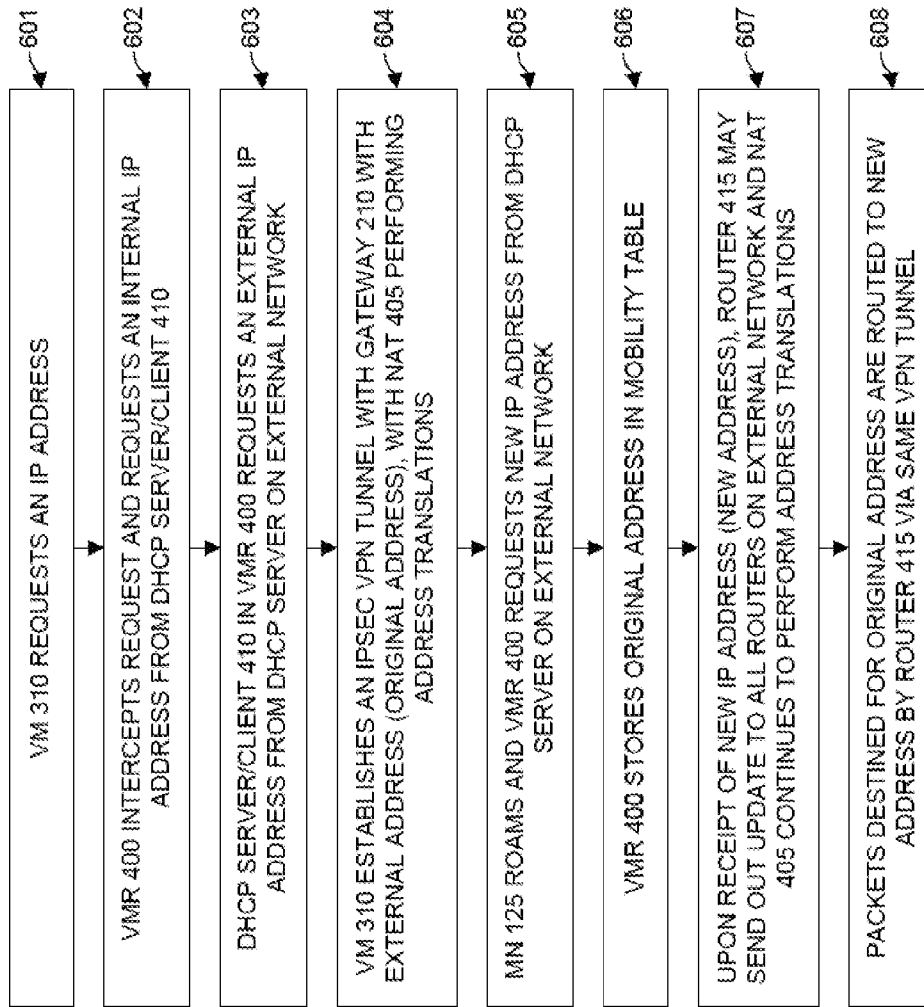 VM 310 REQUESTS AN IP ADDRESS
601
VMR 400 INTERCEPTS REQUEST AND REQUESTS AN INTERNAL IP
ADDRESS FROM DHCP SERVER/CLIENT 410
602
DHCP SERVER/CLIENT 410 IN VMR 400 REQUESTS AN EXTERNAL IP
ADDRESS FROM DHCP SERVER ON EXTERNAL NETWORK
603
VM 310 ESTABLISHES AN IPSEC VPN TUNNEL WITH GATEWAY 210 WITH
EXTERNAL ADDRESS (ORIGINAL ADDRESS), WITH NAT 405 PERFORMING
ADDRESS TRANSLATIONS
604
MN 125 ROAMS AND VMR 400 REQUESTS NEW IP ADDRESS FROM DHCP
SERVER ON EXTERNAL NETWORK
605
VMR 400 STORES ORIGINAL ADDRESS IN MOBILITY TABLE
606
UPON RECEIPT OF NEW IP ADDRESS (NEW ADDRESS), ROUTER 415 MAY
SEND OUT UPDATE TO ALL ROUTERS ON EXTERNAL NETWORK AND NAT
405 CONTINUES TO PERFORM ADDRESS TRANSLATIONS
607
PACKETS DESTINED FOR ORIGINAL ADDRESS ARE ROUTED TO NEW
ADDRESS BY ROUTER 415 VIA SAME VPN TUNNEL
608